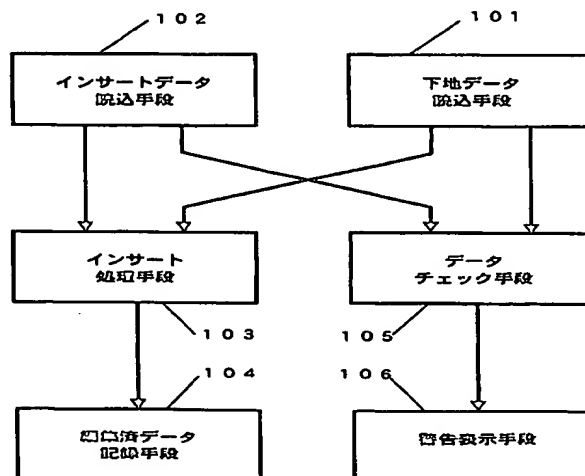 102
101
インサートデータ
読込手段
下地データ
読込手段
インサート
処理手段
データ
チェック手段
103
105
104
106
データ
記録手段
警告表示手段